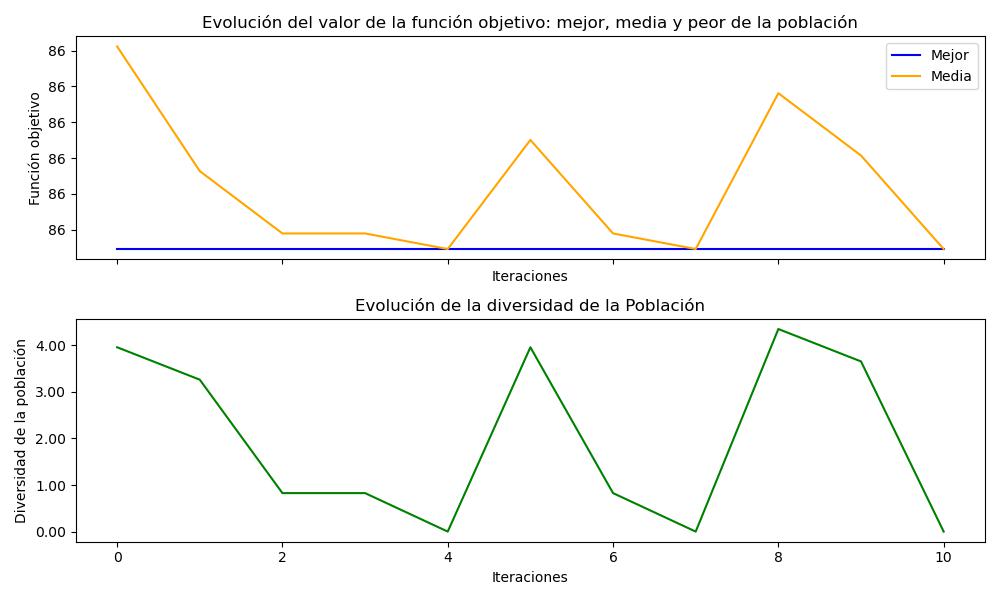 Evolución del valor de la función objetivo: mejor, media y peor de la población
86
86
86
86
86
86
Función objetivo
Mejor
Media
Iteraciones
Evolución de la diversidad de la Población
4.00
3.00
2.00
1.00
0.00
Diversidad de la población
0 2 4 6 8 10
Iteraciones